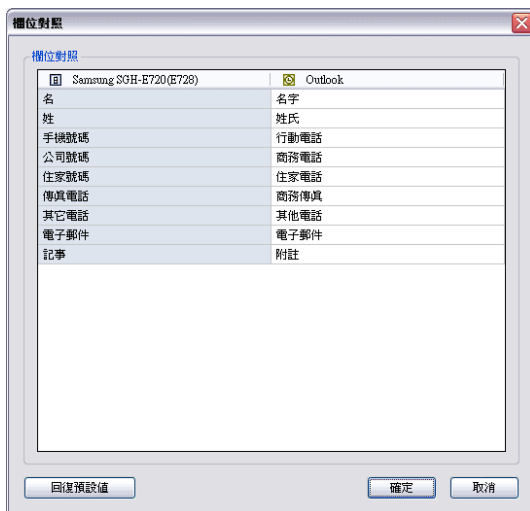 欄位對照
欄位對照
Samsung SGH-E720(E728) Outlook
名 名字
姓 姓氏
手機號碼 行動電話
公司號碼 商務電話
住家號碼 住家電話
傳真電話 商務傳真
其它電話 其他電話
電子郵件 電子郵件
記事 附註
回復預設值 確定 取消